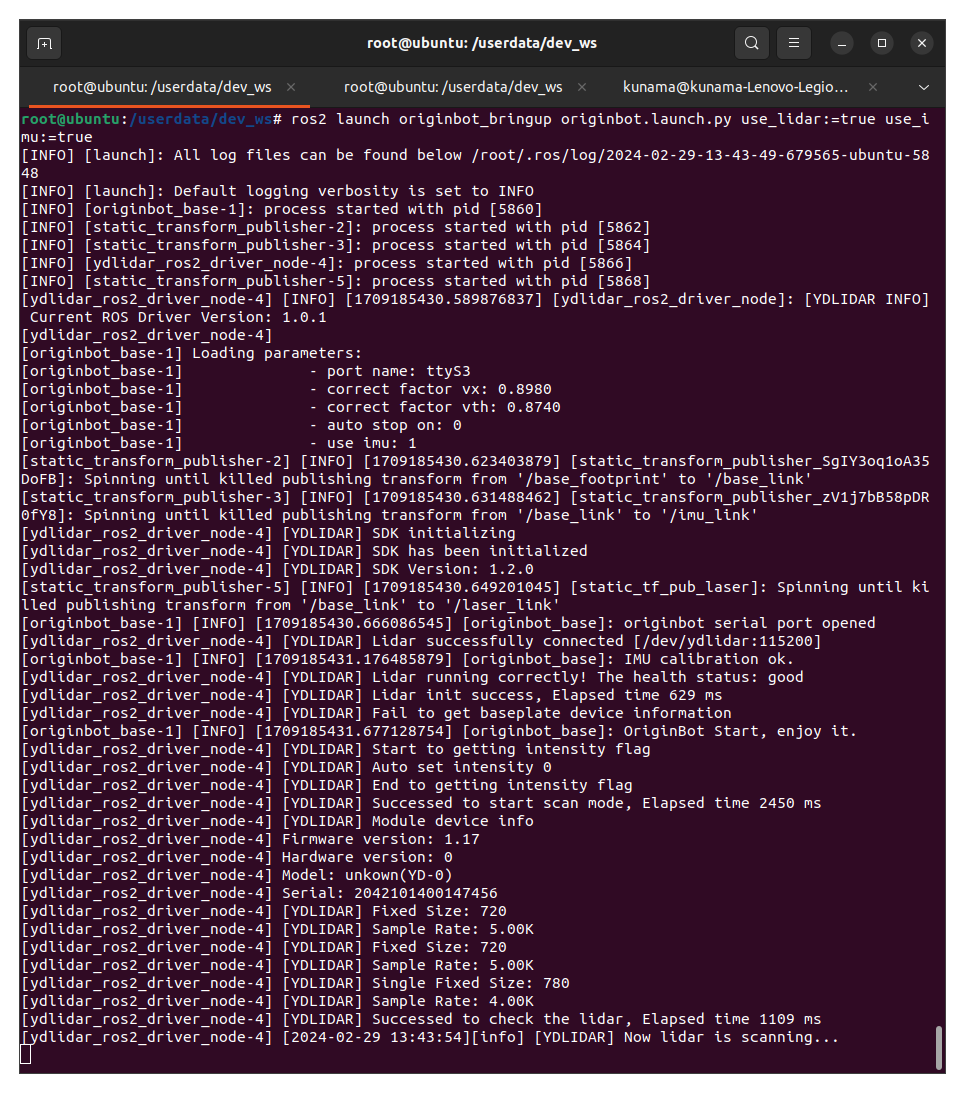 root@ubuntu: /userdata/dev_ws
root@ubuntu: /userdata/dev_ws × root@ubuntu: /userdata/dev_ws × kunama@kunama-Lenovo-Legio… ×
root@ubuntu:/userdata/dev_ws# ros2 launch originbot_bringup originbot.launch.py use_lidar:=true use_i
mu:=true
[INFO] [launch]: All log files can be found below /root/.ros/log/2024-02-29-13-43-49-679565-ubuntu-58
48
[INFO] [launch]: Default logging verbosity is set to INFO
[INFO] [originbot_base-1]: process started with pid [5860]
[INFO] [static_transform_publisher-2]: process started with pid [5862]
[INFO] [static_transform_publisher-3]: process started with pid [5864]
[INFO] [ydlidar_ros2_driver_node-4]: process started with pid [5866]
[INFO] [static_transform_publisher-5]: process started with pid [5868]
[ydlidar_ros2_driver_node-4] [INFO] [1709185430.589876837] [ydlidar_ros2_driver_node]: [YDLIDAR INFO]
 Current ROS Driver Version: 1.0.1
[ydlidar_ros2_driver_node-4]
[originbot_base-1] Loading parameters:
[originbot_base-1]              - port name: ttyS3
[originbot_base-1]              - correct factor vx: 0.8980
[originbot_base-1]              - correct factor vth: 0.8740
[originbot_base-1]              - auto stop on: 0
[originbot_base-1]              - use imu: 1
[static_transform_publisher-2] [INFO] [1709185430.623403879] [static_transform_publisher_SgIY3oq1oA35
DoFB]: Spinning until killed publishing transform from '/base_footprint' to '/base_link'
[static_transform_publisher-3] [INFO] [1709185430.631488462] [static_transform_publisher_zV1j7bB58pDR
0fY8]: Spinning until killed publishing transform from '/base_link' to '/imu_link'
[ydlidar_ros2_driver_node-4] [YDLIDAR] SDK initializing
[ydlidar_ros2_driver_node-4] [YDLIDAR] SDK has been initialized
[ydlidar_ros2_driver_node-4] [YDLIDAR] SDK Version: 1.2.0
[static_transform_publisher-5] [INFO] [1709185430.649201045] [static_tf_pub_laser]: Spinning until ki
lled publishing transform from '/base_link' to '/laser_link'
[originbot_base-1] [INFO] [1709185430.666086545] [originbot_base]: originbot serial port opened
[ydlidar_ros2_driver_node-4] [YDLIDAR] Lidar successfully connected [/dev/ydlidar:115200]
[originbot_base-1] [INFO] [1709185431.176485879] [originbot_base]: IMU calibration ok.
[ydlidar_ros2_driver_node-4] [YDLIDAR] Lidar running correctly! The health status: good
[ydlidar_ros2_driver_node-4] [YDLIDAR] Lidar init success, Elapsed time 629 ms
[ydlidar_ros2_driver_node-4] [YDLIDAR] Fail to get baseplate device information
[originbot_base-1] [INFO] [1709185431.677128754] [originbot_base]: OriginBot Start, enjoy it.
[ydlidar_ros2_driver_node-4] [YDLIDAR] Start to getting intensity flag
[ydlidar_ros2_driver_node-4] [YDLIDAR] Auto set intensity 0
[ydlidar_ros2_driver_node-4] [YDLIDAR] End to getting intensity flag
[ydlidar_ros2_driver_node-4] [YDLIDAR] Successed to start scan mode, Elapsed time 2450 ms
[ydlidar_ros2_driver_node-4] [YDLIDAR] Module device info
[ydlidar_ros2_driver_node-4] Firmware version: 1.17
[ydlidar_ros2_driver_node-4] Hardware version: 0
[ydlidar_ros2_driver_node-4] Model: unkown(YD-0)
[ydlidar_ros2_driver_node-4] Serial: 2042101400147456
[ydlidar_ros2_driver_node-4] [YDLIDAR] Fixed Size: 720
[ydlidar_ros2_driver_node-4] [YDLIDAR] Sample Rate: 5.00K
[ydlidar_ros2_driver_node-4] [YDLIDAR] Fixed Size: 720
[ydlidar_ros2_driver_node-4] [YDLIDAR] Sample Rate: 5.00K
[ydlidar_ros2_driver_node-4] [YDLIDAR] Single Fixed Size: 780
[ydlidar_ros2_driver_node-4] [YDLIDAR] Sample Rate: 4.00K
[ydlidar_ros2_driver_node-4] [YDLIDAR] Successed to check the lidar, Elapsed time 1109 ms
[ydlidar_ros2_driver_node-4] [2024-02-29 13:43:54][info] [YDLIDAR] Now lidar is scanning...